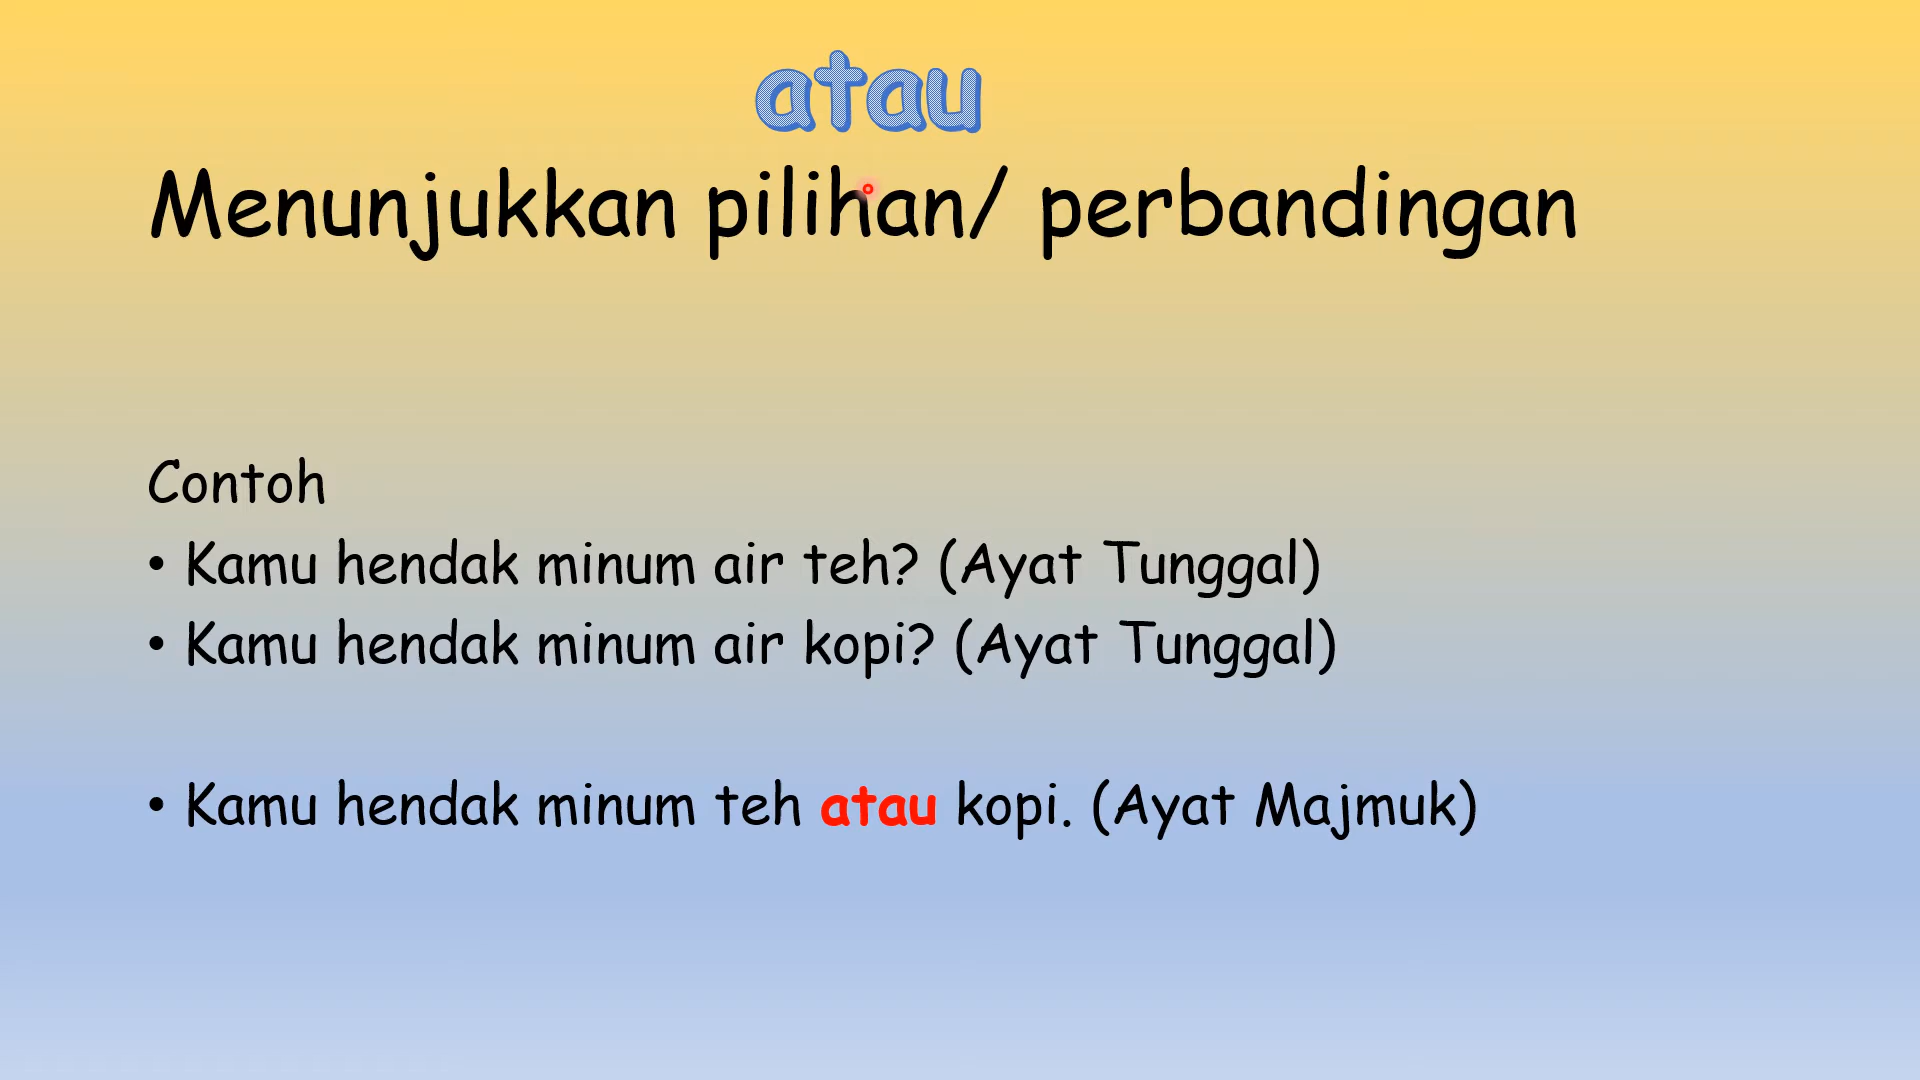 atau
Menunjukkan pilihan/ perbandingan
Contoh
• Kamu hendak minum air teh? (Ayat Tunggal)
• Kamu hendak minum air kopi? (Ayat Tunggal)
• Kamu hendak minum teh atau kopi. (Ayat Majmuk)